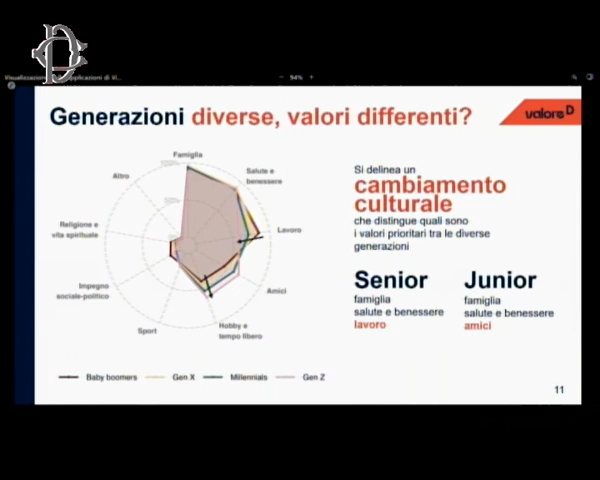 94%
Generazioni diverse, valori differenti?
valore D
Famiglia
100%
Salute e
benessere
Lavoro
Amici
Hobby e
tempo libero
Sport
Impegno
sociale-politico
Religione e
vita spirituale
Altro
Baby boomers
Gen X
Millennials
Gen Z
Si delinea un
cambiamento
culturale
che distingue quali sono
i valori prioritari tra le diverse
generazioni
Senior
famiglia
salute e benessere
lavoro
Junior
famiglia
salute e benessere
amici
11